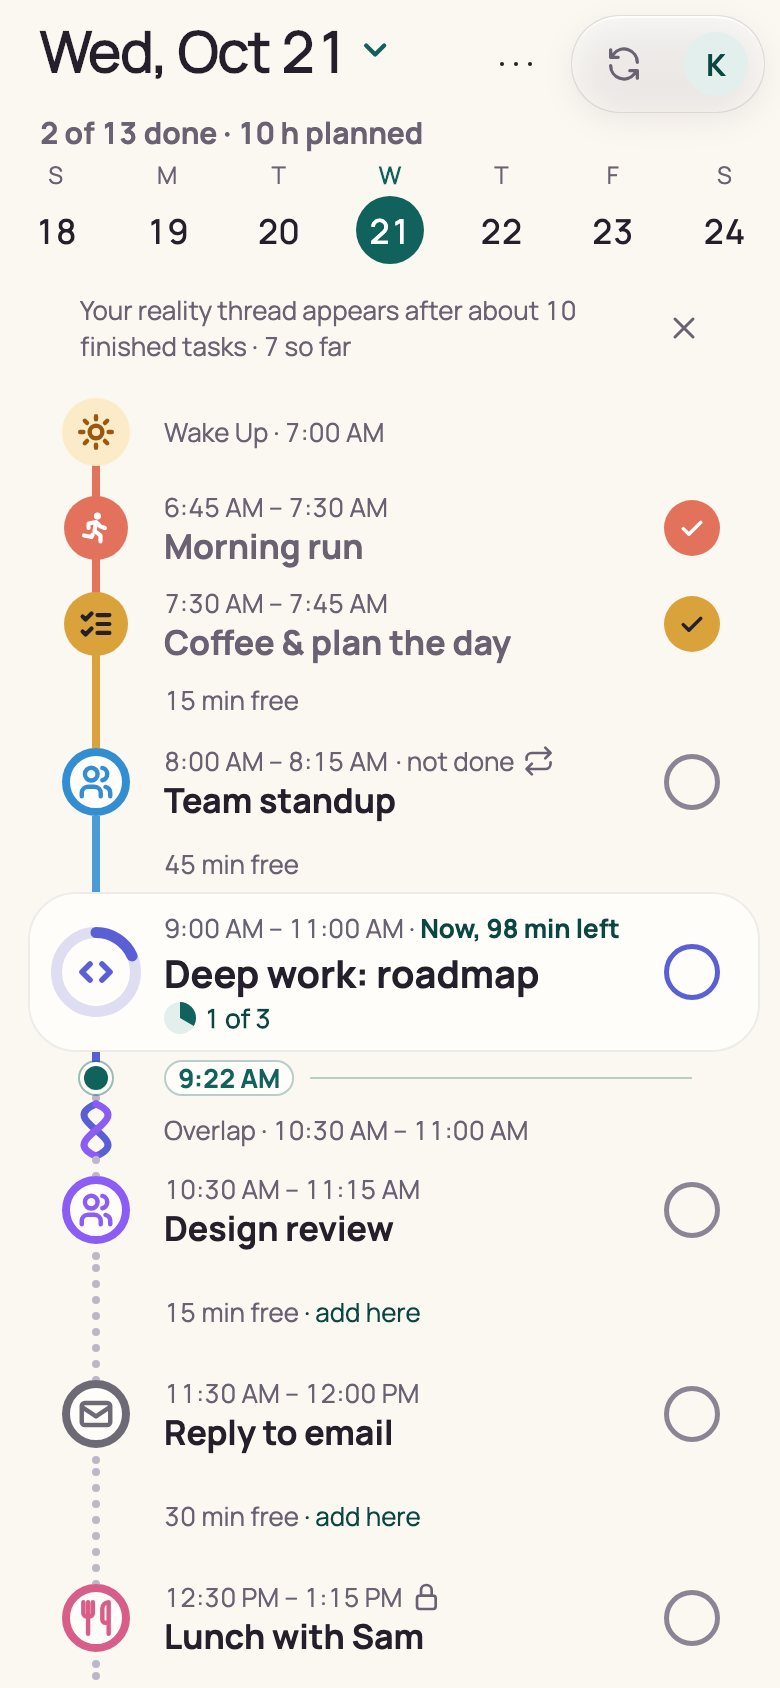 Wed, Oct 21
...
K
2 of 13 done · 10 h planned
S M T W T F S
18 19 20 21 22 23 24
Your reality thread appears after about 10
finished tasks · 7 so far
Wake Up · 7:00 AM
6:45 AM – 7:30 AM
Morning run
7:30 AM – 7:45 AM
Coffee & plan the day
15 min free
8:00 AM – 8:15 AM · not done
Team standup
45 min free
9:00 AM – 11:00 AM · Now, 98 min left
Deep work: roadmap
1 of 3
9:22 AM
Overlap · 10:30 AM – 11:00 AM
10:30 AM – 11:15 AM
Design review
15 min free · add here
11:30 AM – 12:00 PM
Reply to email
30 min free · add here
12:30 PM – 1:15 PM
Lunch with Sam